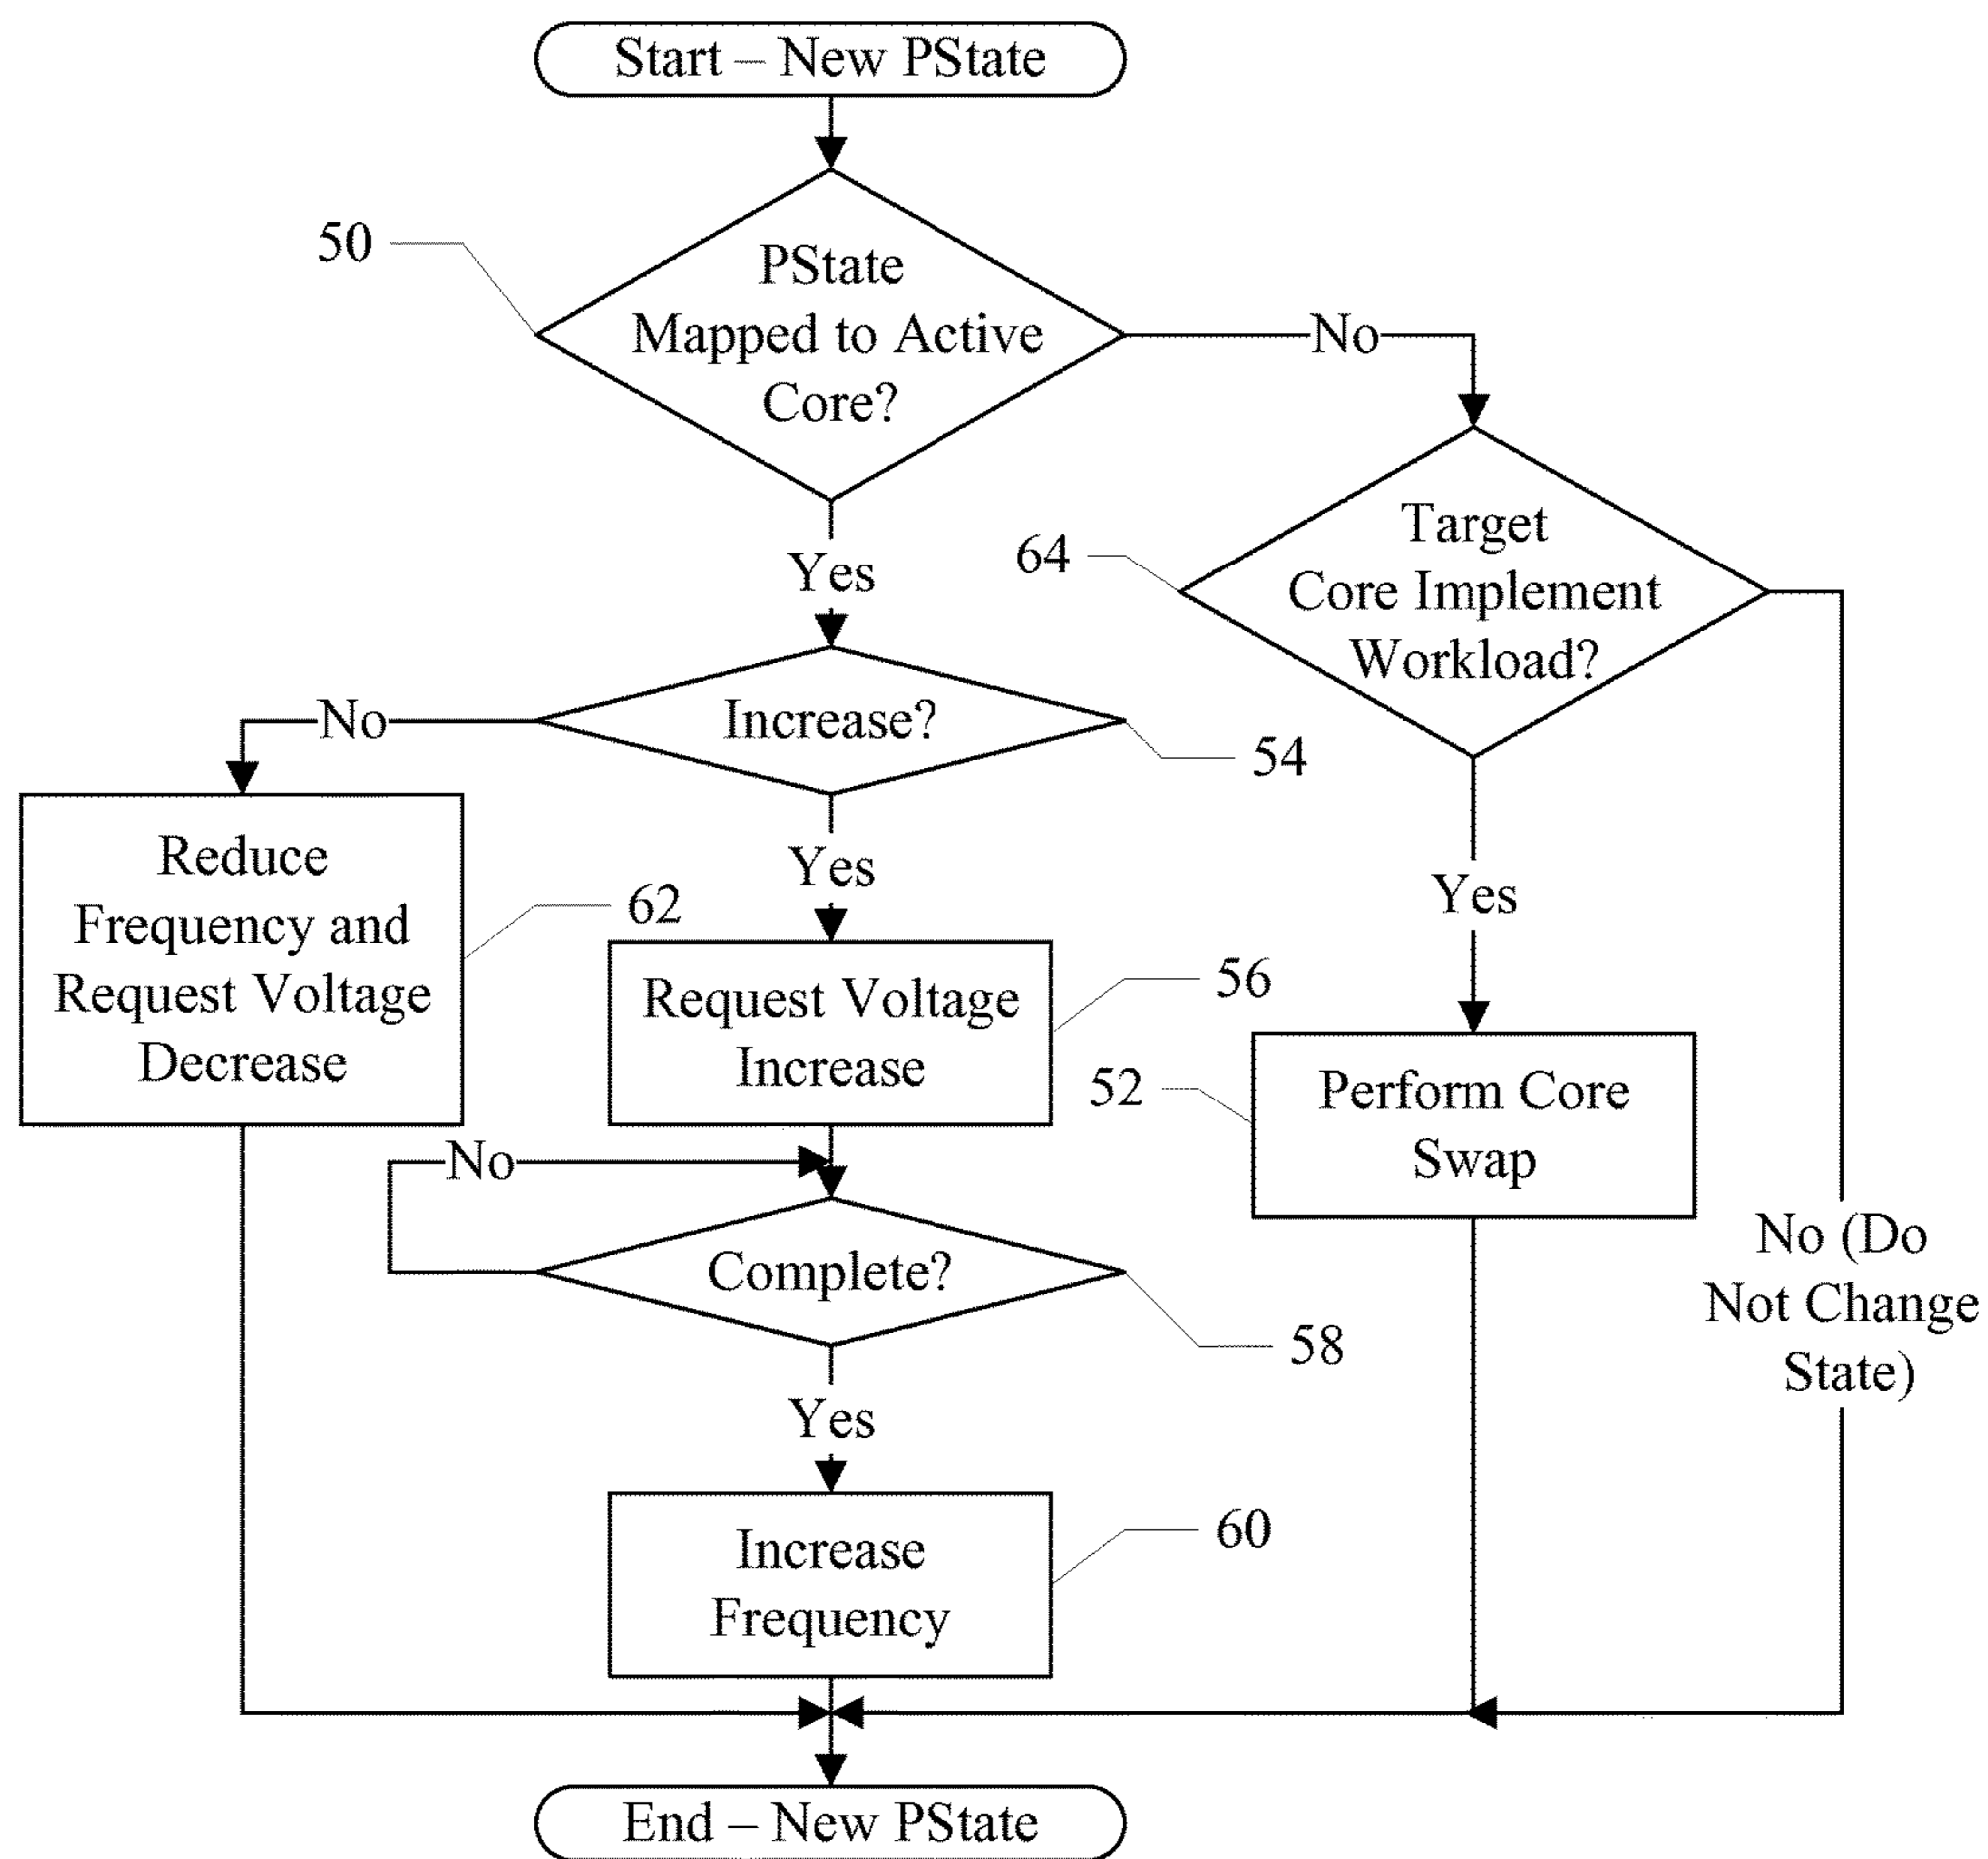 Start – New PState
50
PState
Mapped to Active
Core?
No
Yes
64
Target
Core Implement
Workload?
No
Increase?
54
Reduce
Frequency and
Request Voltage
Decrease
62
Yes
Yes
Request Voltage
Increase
56
52
Perform Core
Swap
No
Complete?
58
No (Do
Not Change
State)
Yes
Increase
Frequency
60
End – New PState